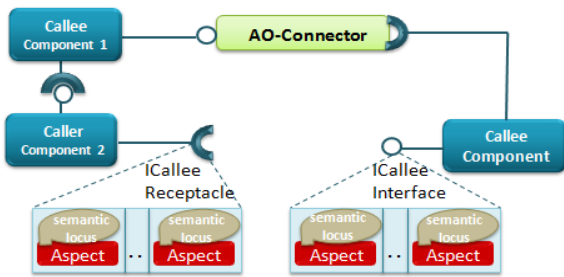 Callee
Component 1
AO-Connector
Caller
Component 2
Callee
Component
ICallee
Receptacle
ICallee
Interface
semantic
locus
Aspect
..
semantic
locus
Aspect
semantic
locus
Aspect
..
semantic
locus
Aspect